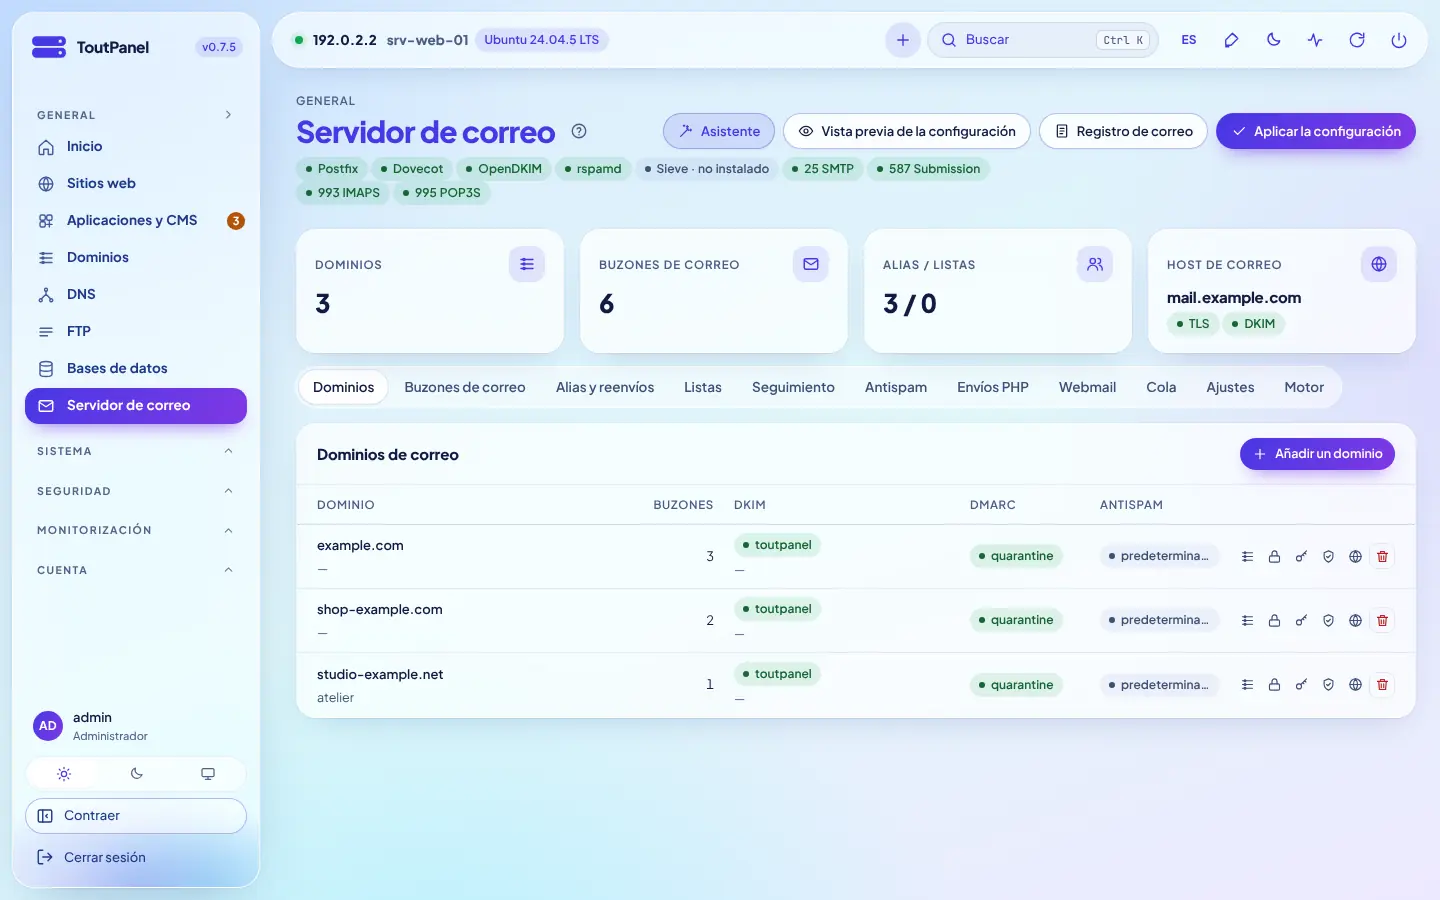 ToutPanel
v0.7.5
192.0.2.2 srv-web-01 Ubuntu 24.04.5 LTS
Buscar Ctrl K
ES
GENERAL
Inicio
Sitios web
Aplicaciones y CMS 3
Dominios
DNS
FTP
Bases de datos
Servidor de correo
SISTEMA
SEGURIDAD
MONITORIZACIÓN
CUENTA
AD
admin
Administrador
Contraer
Cerrar sesión
GENERAL
Servidor de correo
Asistente
Vista previa de la configuración
Registro de correo
Aplicar la configuración
Postfix Dovecot OpenDKIM rspamd Sieve · no instalado 25 SMTP 587 Submission
993 IMAPS 995 POP3S
DOMINIOS
3
BUZONES DE CORREO
6
ALIAS / LISTAS
3 / 0
HOST DE CORREO
mail.example.com
TLS DKIM
Dominios Buzones de correo Alias y reenvíos Listas Seguimiento Antispam Envíos PHP Webmail Cola Ajustes Motor
Dominios de correo
Añadir un dominio
DOMINIO BUZONES DKIM DMARC ANTISPAM
example.com 3 toutpanel quarantine predetermina...
— —
shop-example.com 2 toutpanel quarantine predetermina...
— —
studio-example.net 1 toutpanel quarantine predetermina...
atelier —